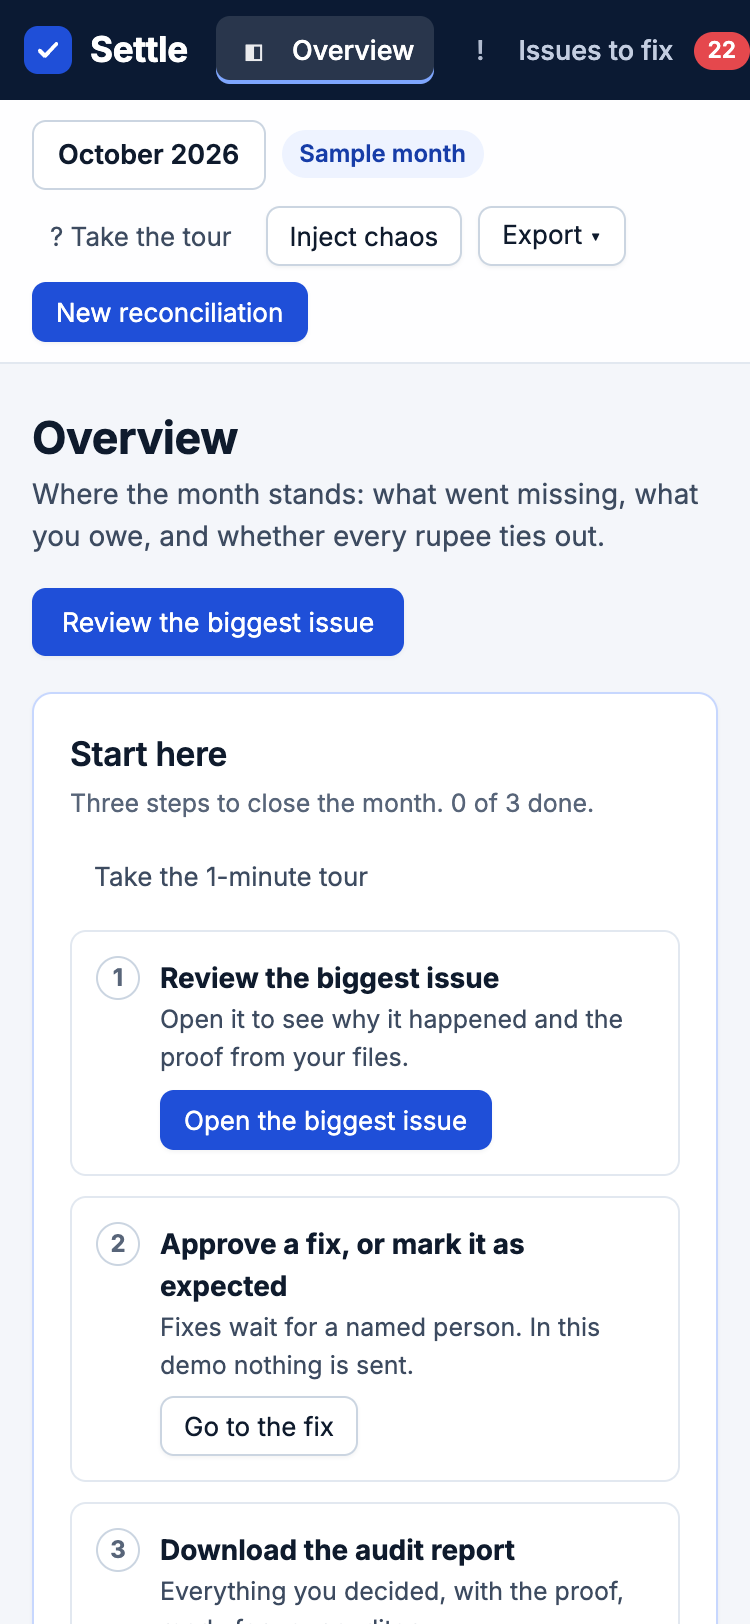 Settle
Overview
! Issues to fix 22
October 2026
Sample month
? Take the tour
Inject chaos
Export ▾
New reconciliation
Overview
Where the month stands: what went missing, what
you owe, and whether every rupee ties out.
Review the biggest issue
Start here
Three steps to close the month. 0 of 3 done.
Take the 1-minute tour
1 Review the biggest issue
Open it to see why it happened and the
proof from your files.
Open the biggest issue
2 Approve a fix, or mark it as
expected
Fixes wait for a named person. In this
demo nothing is sent.
Go to the fix
3 Download the audit report
Everything you decided, with the proof,